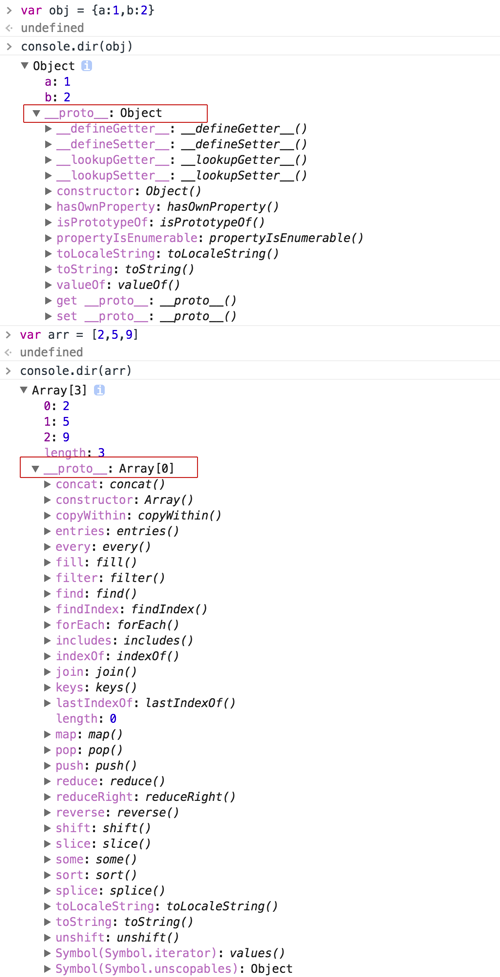 > var obj = {a:1,b:2}
undefined
> console.dir(obj)
Object i
a: 1
b: 2
__proto__: Object
__defineGetter__: __defineGetter__()
__defineSetter__: __defineSetter__()
__lookupGetter__: __lookupGetter__()
__lookupSetter__: __lookupSetter__()
constructor: Object()
hasOwnProperty: hasOwnProperty()
isPrototypeOf: isPrototypeOf()
propertyIsEnumerable: propertyIsEnumerable()
toLocaleString: toLocaleString()
toString: toString()
valueOf: valueOf()
get __proto__: __proto__()
set __proto__: __proto__()
> var arr = [2,5,9]
undefined
> console.dir(arr)
Array[3] i
0: 2
1: 5
2: 9
length: 3
__proto__: Array[0]
concat: concat()
constructor: Array()
copyWithin: copyWithin()
entries: entries()
every: every()
fill: fill()
filter: filter()
find: find()
findIndex: findIndex()
forEach: forEach()
includes: includes()
indexOf: indexOf()
join: join()
keys: keys()
lastIndexOf: lastIndexOf()
length: 0
map: map()
pop: pop()
push: push()
reduce: reduce()
reduceRight: reduceRight()
reverse: reverse()
shift: shift()
slice: slice()
some: some()
sort: sort()
splice: splice()
toLocaleString: toLocaleString()
toString: toString()
unshift: unshift()
Symbol(Symbol.iterator): values()
Symbol(Symbol.unscopables): Object